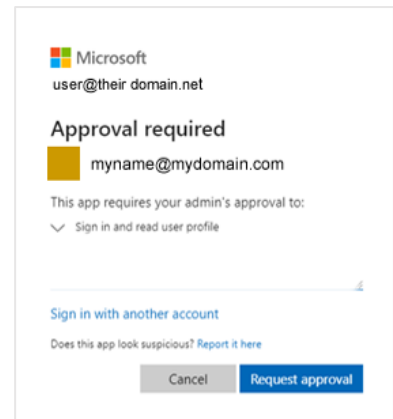 Microsoft
user@their domain.net
Approval required
myname@mydomain.com
This app requires your admin's approval to:
Sign in and read user profile
Sign in with another account
Does this app look suspicious? Report it here
Cancel Request approval